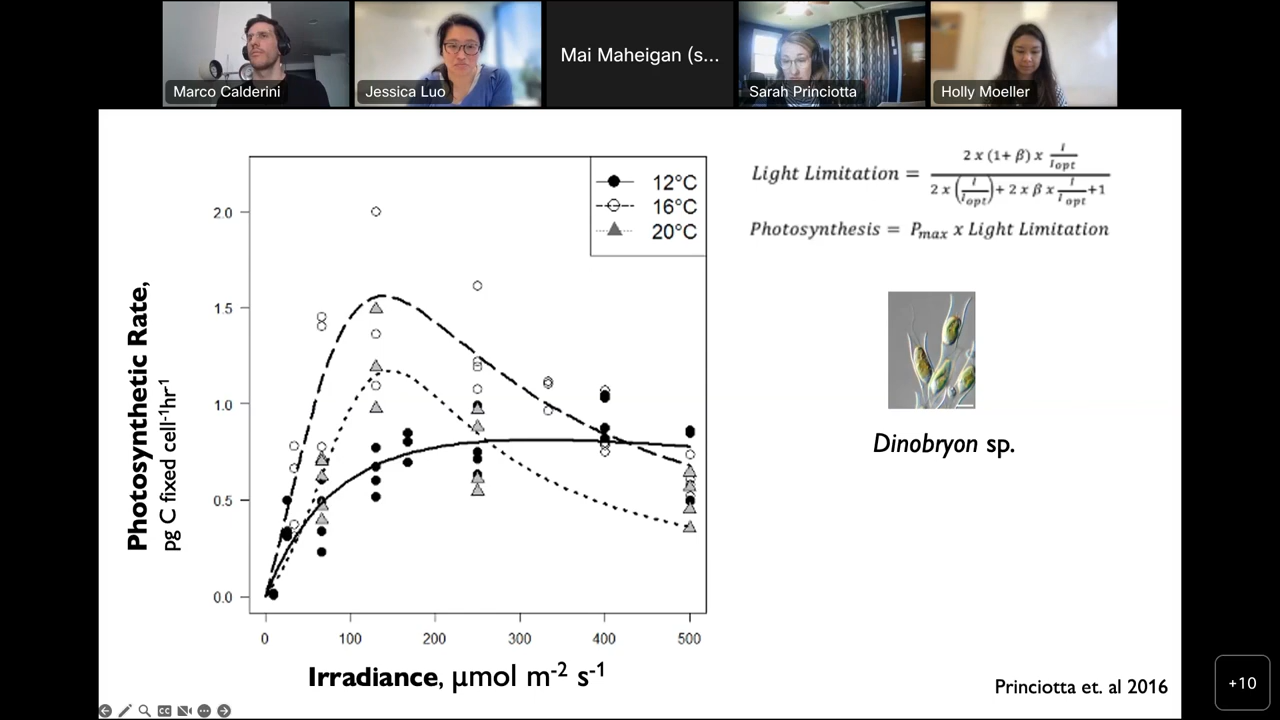 Marco Calderini
Jessica Luo
Mai Maheigan (s...
Sarah Princiotta
Holly Moeller
Photosynthetic Rate,
pg C fixed cell-1hr-1
2.0
1.5
1.0
0.5
0.0
12°C
16°C
20°C
0 100 200 300 400 500
Irradiance, µmol m-2 s-1
Light Limitation = 2 x (1+ β) x I/Iopt / 2 x (I/Iopt)+ 2 x β x I/Iopt +1
Photosynthesis = Pmax x Light Limitation
Dinobryon sp.
Princiotta et. al 2016
+10